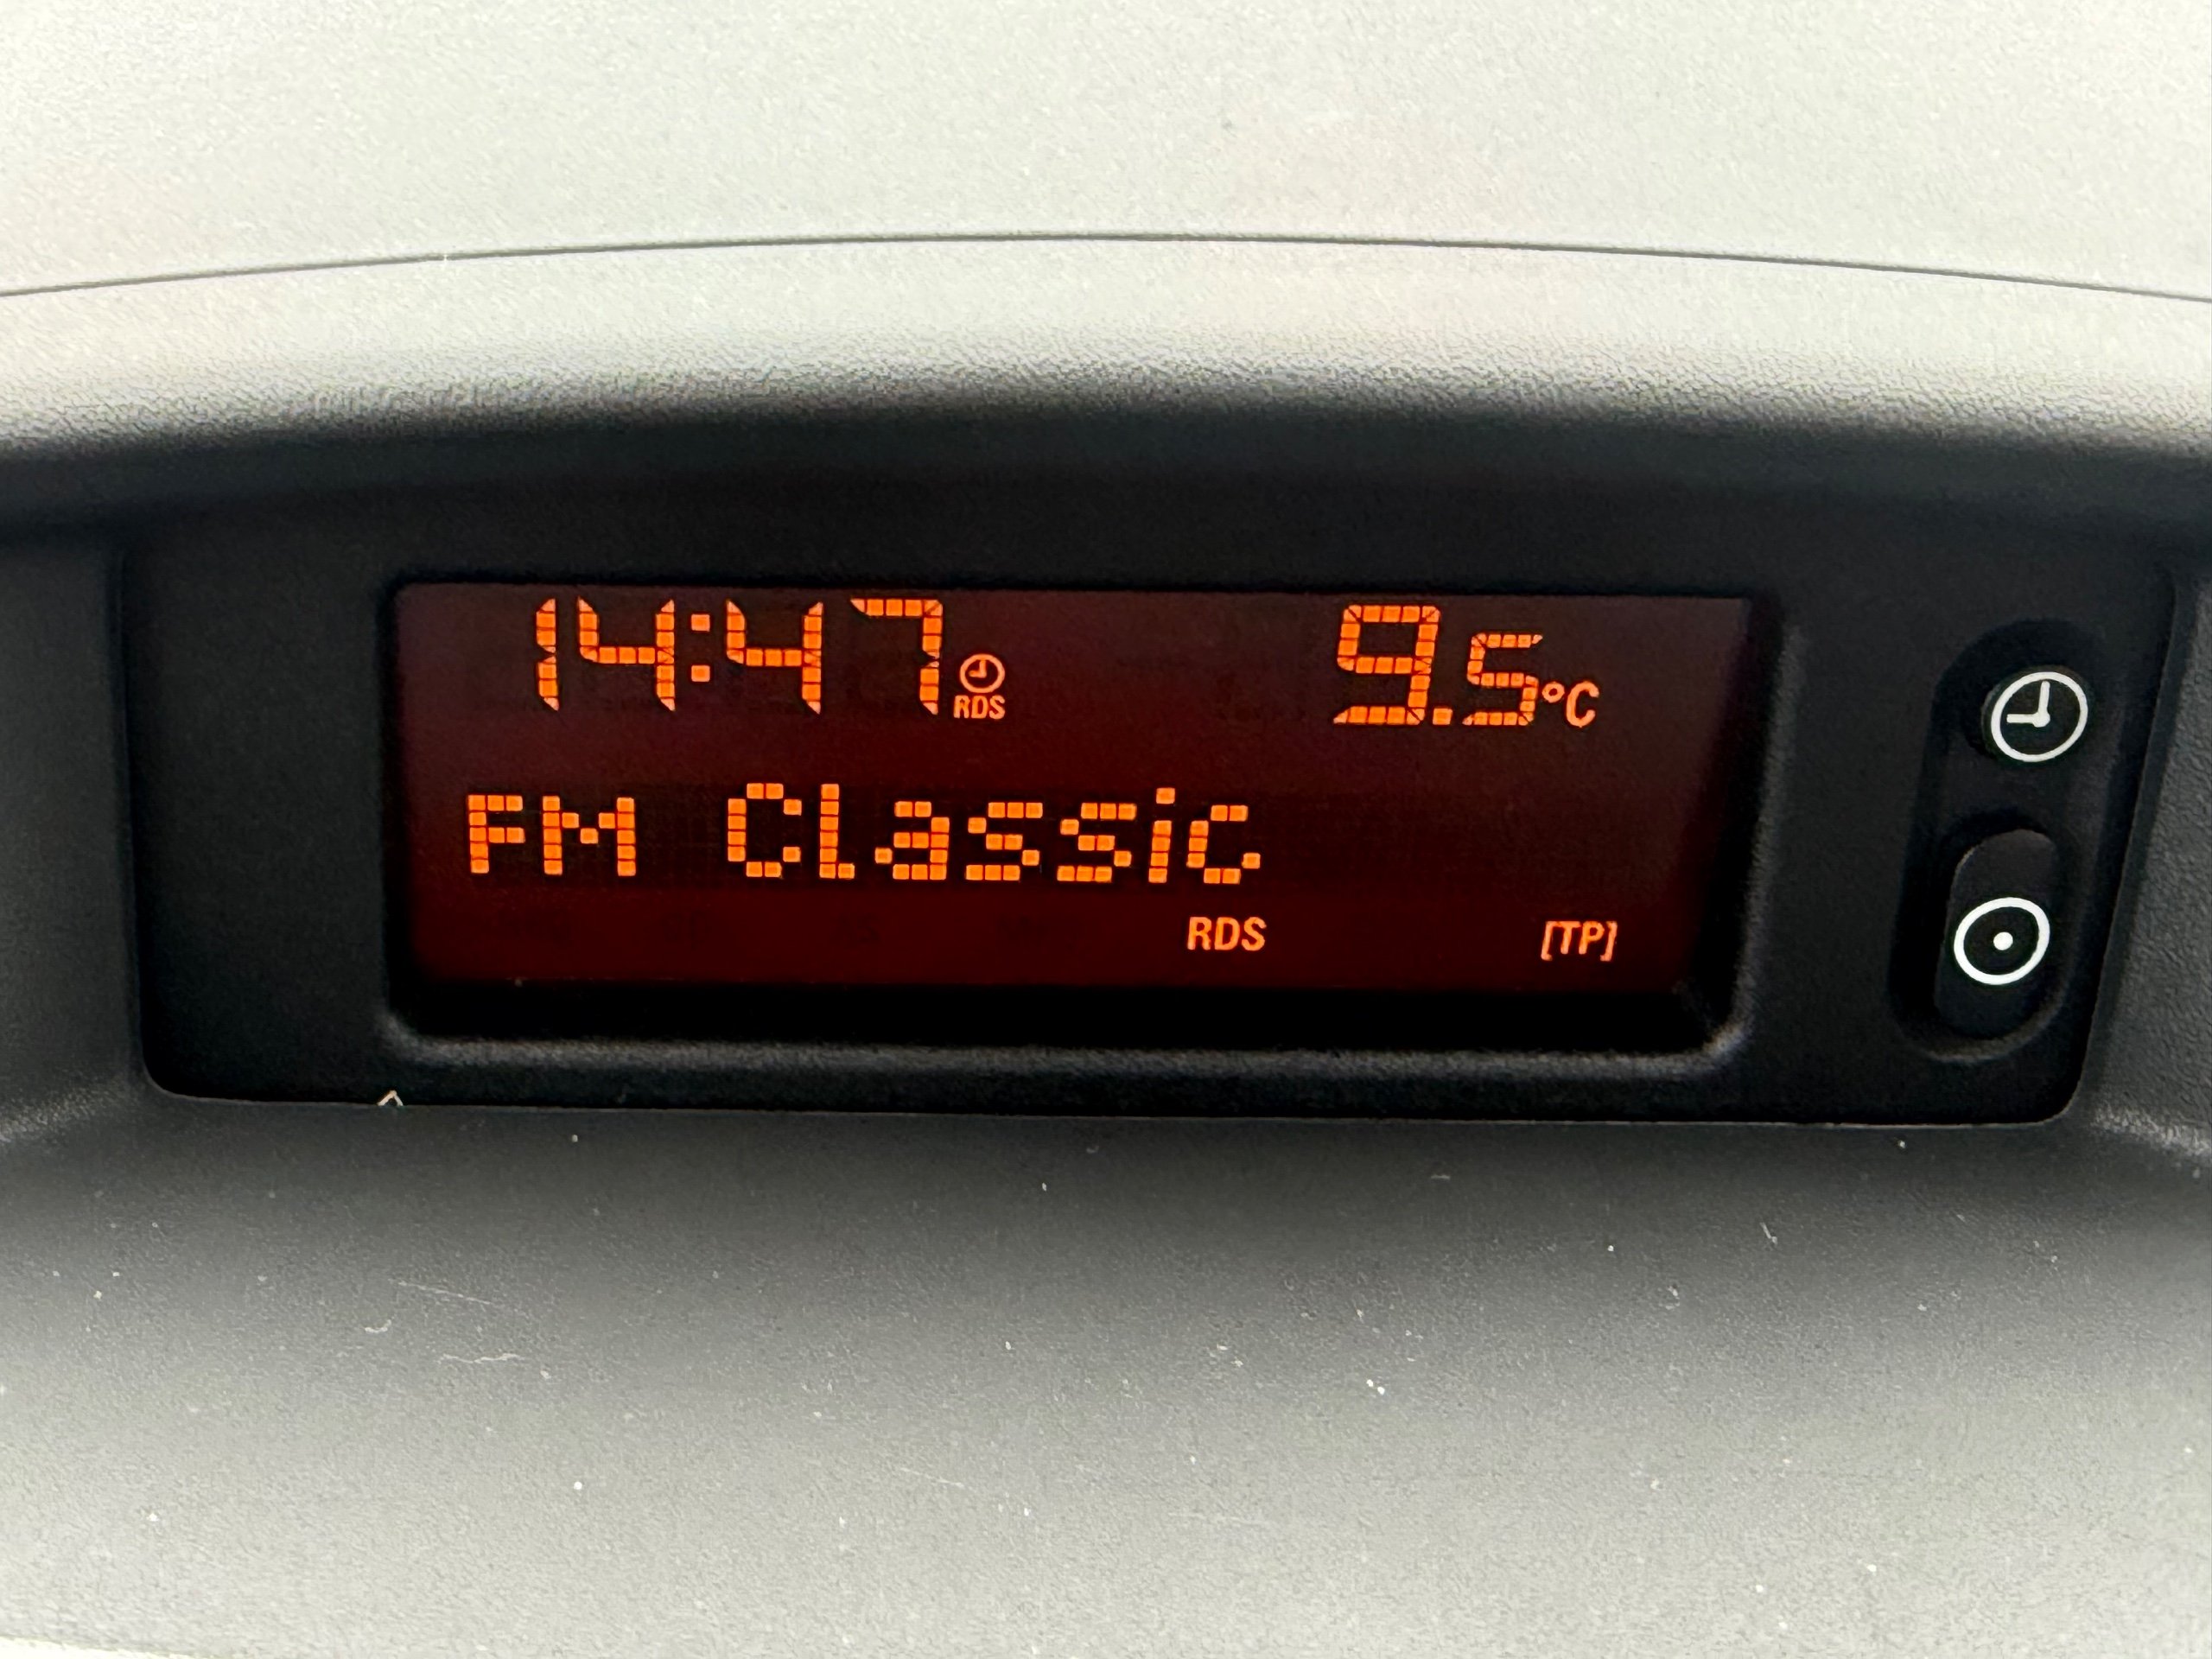 14:47 RDS 9.5°C
FM Classic
RDS [TP]